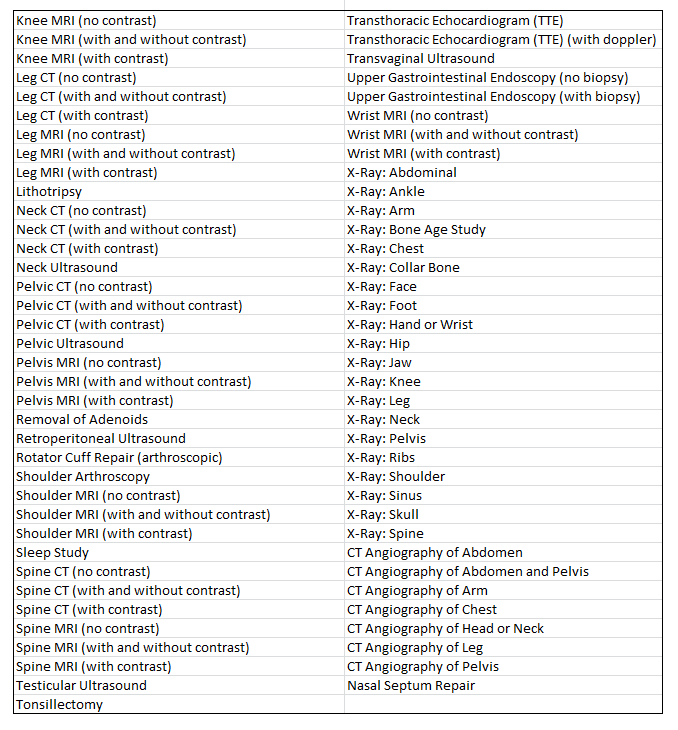 Knee MRI (no contrast)
Knee MRI (with and without contrast)
Knee MRI (with contrast)
Leg CT (no contrast)
Leg CT (with and without contrast)
Leg CT (with contrast)
Leg MRI (no contrast)
Leg MRI (with and without contrast)
Leg MRI (with contrast)
Lithotripsy
Neck CT (no contrast)
Neck CT (with and without contrast)
Neck CT (with contrast)
Neck Ultrasound
Pelvic CT (no contrast)
Pelvic CT (with and without contrast)
Pelvic CT (with contrast)
Pelvic Ultrasound
Pelvis MRI (no contrast)
Pelvis MRI (with and without contrast)
Pelvis MRI (with contrast)
Removal of Adenoids
Retroperitoneal Ultrasound
Rotator Cuff Repair (arthroscopic)
Shoulder Arthroscopy
Shoulder MRI (no contrast)
Shoulder MRI (with and without contrast)
Shoulder MRI (with contrast)
Sleep Study
Spine CT (no contrast)
Spine CT (with and without contrast)
Spine CT (with contrast)
Spine MRI (no contrast)
Spine MRI (with and without contrast)
Spine MRI (with contrast)
Testicular Ultrasound
Tonsillectomy
Transthoracic Echocardiogram (TTE)
Transthoracic Echocardiogram (TTE) (with doppler)
Transvaginal Ultrasound
Upper Gastrointestinal Endoscopy (no biopsy)
Upper Gastrointestinal Endoscopy (with biopsy)
Wrist MRI (no contrast)
Wrist MRI (with and without contrast)
Wrist MRI (with contrast)
X-Ray: Abdominal
X-Ray: Ankle
X-Ray: Arm
X-Ray: Bone Age Study
X-Ray: Chest
X-Ray: Collar Bone
X-Ray: Face
X-Ray: Foot
X-Ray: Hand or Wrist
X-Ray: Hip
X-Ray: Jaw
X-Ray: Knee
X-Ray: Leg
X-Ray: Neck
X-Ray: Pelvis
X-Ray: Ribs
X-Ray: Shoulder
X-Ray: Sinus
X-Ray: Skull
X-Ray: Spine
CT Angiography of Abdomen
CT Angiography of Abdomen and Pelvis
CT Angiography of Arm
CT Angiography of Chest
CT Angiography of Head or Neck
CT Angiography of Leg
CT Angiography of Pelvis
Nasal Septum Repair